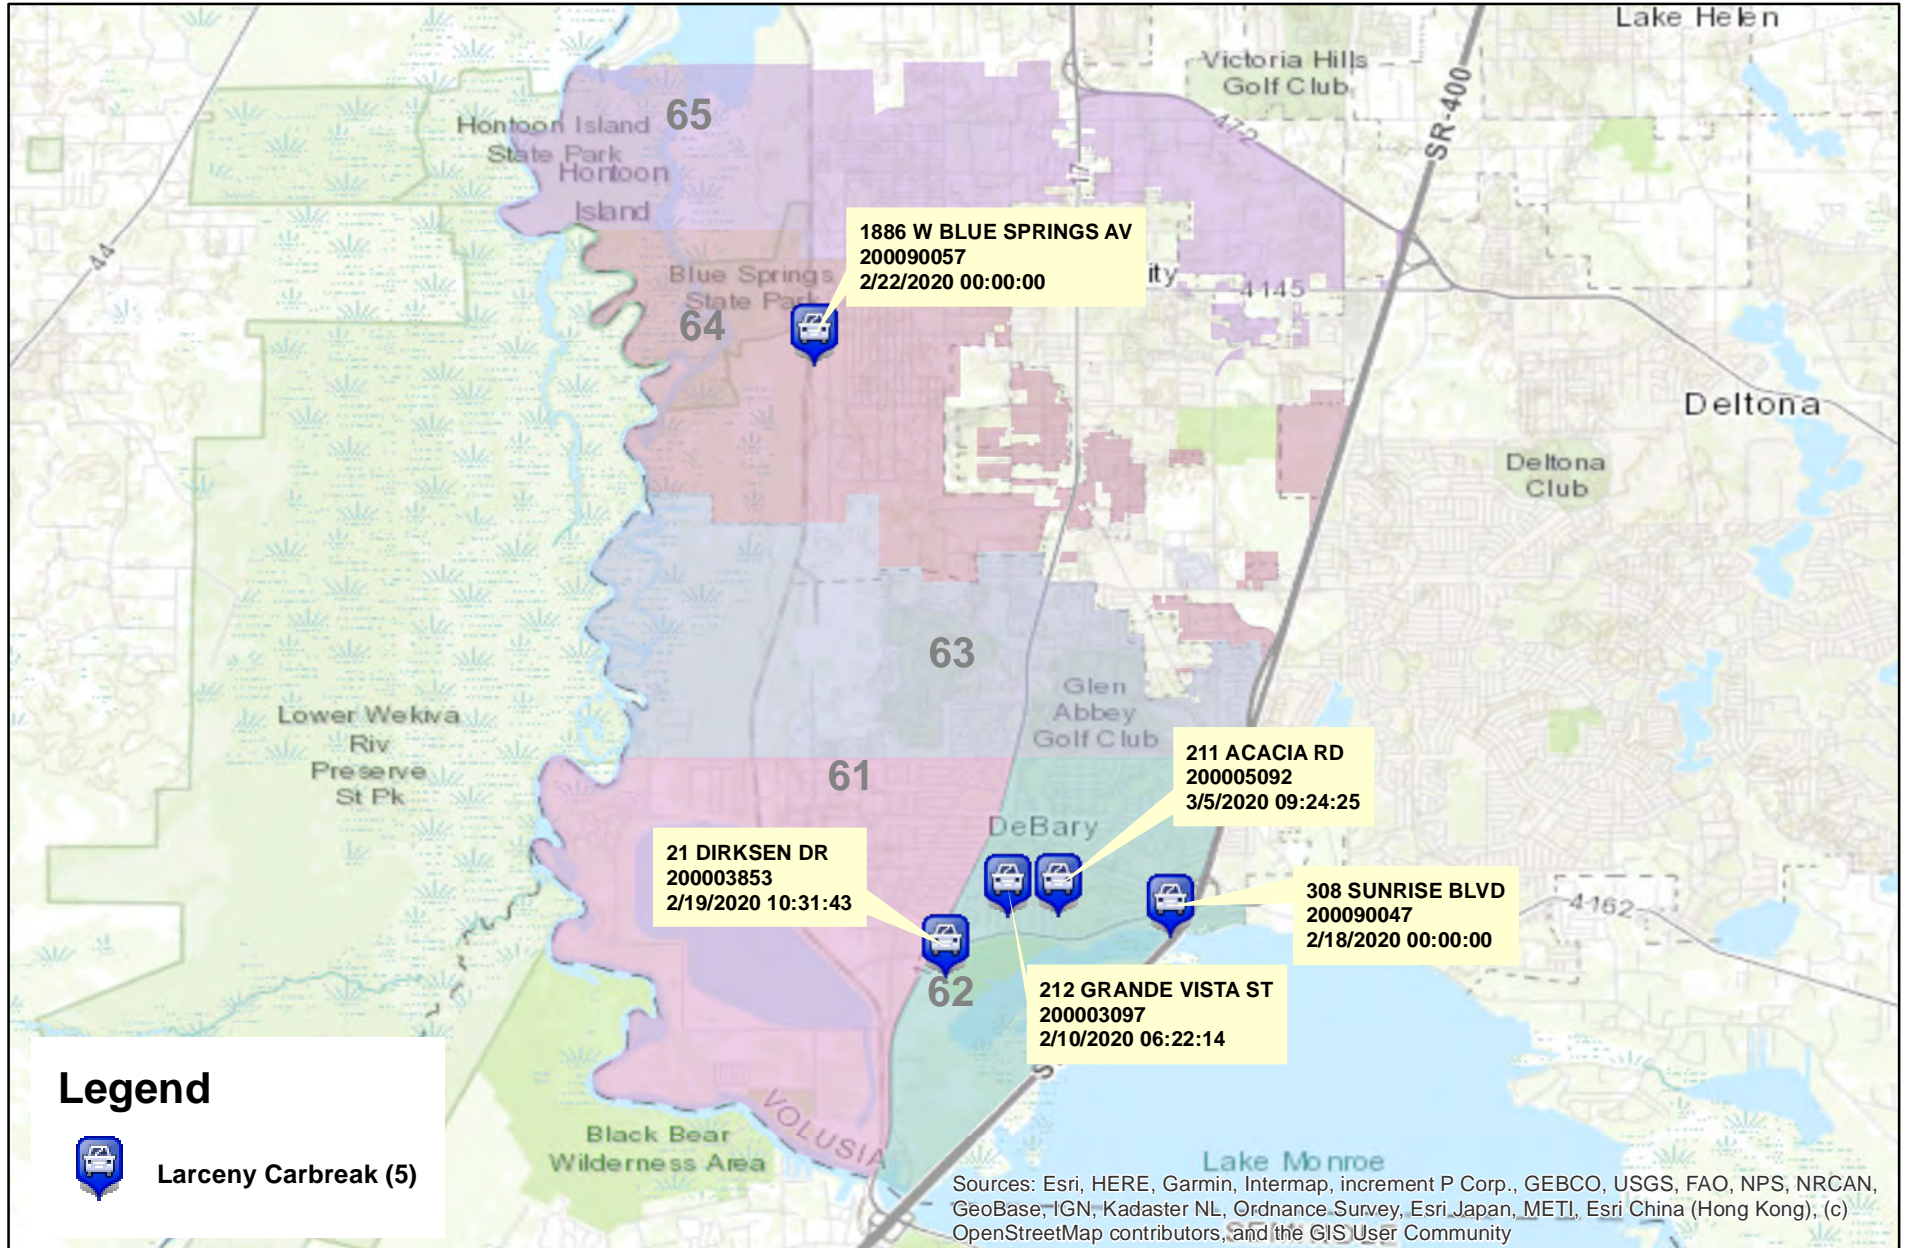 Lake Helen
Victoria Hills
Golf Club
SR-400
472
65
Hontoon Island
State Park
Hontoon
Island
17
44
1886 W BLUE SPRINGS AV
200090057
2/22/2020 00:00:00
ity
4145
Blue Springs
State Park
64
Deltona
Deltona
Club
63
Glen
Abbey
Golf Club
Lower Wekiva
Riv
Preserve
St Pk
61
211 ACACIA RD
200005092
3/5/2020 09:24:25
DeBary
21 DIRKSEN DR
200003853
2/19/2020 10:31:43
308 SUNRISE BLVD
200090047
2/18/2020 00:00:00
4162
62
212 GRANDE VISTA ST
200003097
2/10/2020 06:22:14
S
VOLUSIA
Black Bear
Wilderness Area
Lake Monroe
Legend
Larceny Carbreak (5)
Sources: Esri, HERE, Garmin, Intermap, increment P Corp., GEBCO, USGS, FAO, NPS, NRCAN,
GeoBase, IGN, Kadaster NL, Ordnance Survey, Esri Japan, METI, Esri China (Hong Kong), (c)
OpenStreetMap contributors, and the GIS User Community